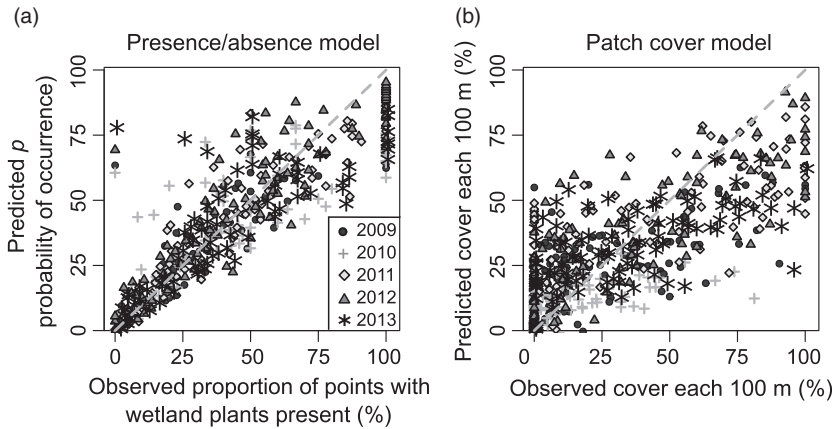 (a)
Presence/absence model
Predicted p
probability of occurrence)
100
75
50
25
0
0 25 50 75 100
Observed proportion of points with
wetland plants present (%)
2009
2010
2011
2012
2013
(b)
Patch cover model
Predicted cover each 100 m (%)
100
75
50
25
0
0 25 50 75 100
Observed cover each 100 m (%)